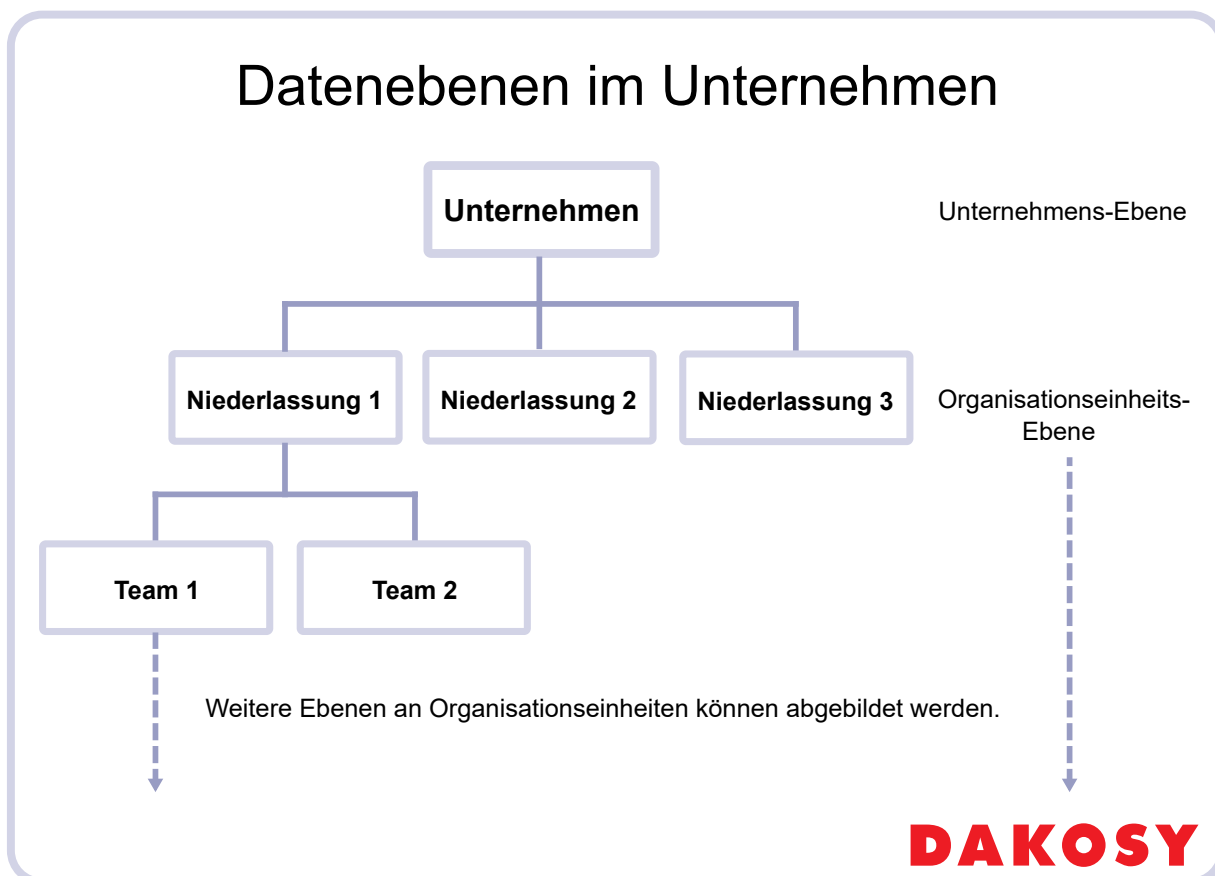 Datenebenen im Unternehmen
Unternehmen
Unternehmens-Ebene
Niederlassung 1
Niederlassung 2
Niederlassung 3
Organisationseinheits-
Ebene
Team 1
Team 2
Weitere Ebenen an Organisationseinheiten können abgebildet werden.
DAKOSY